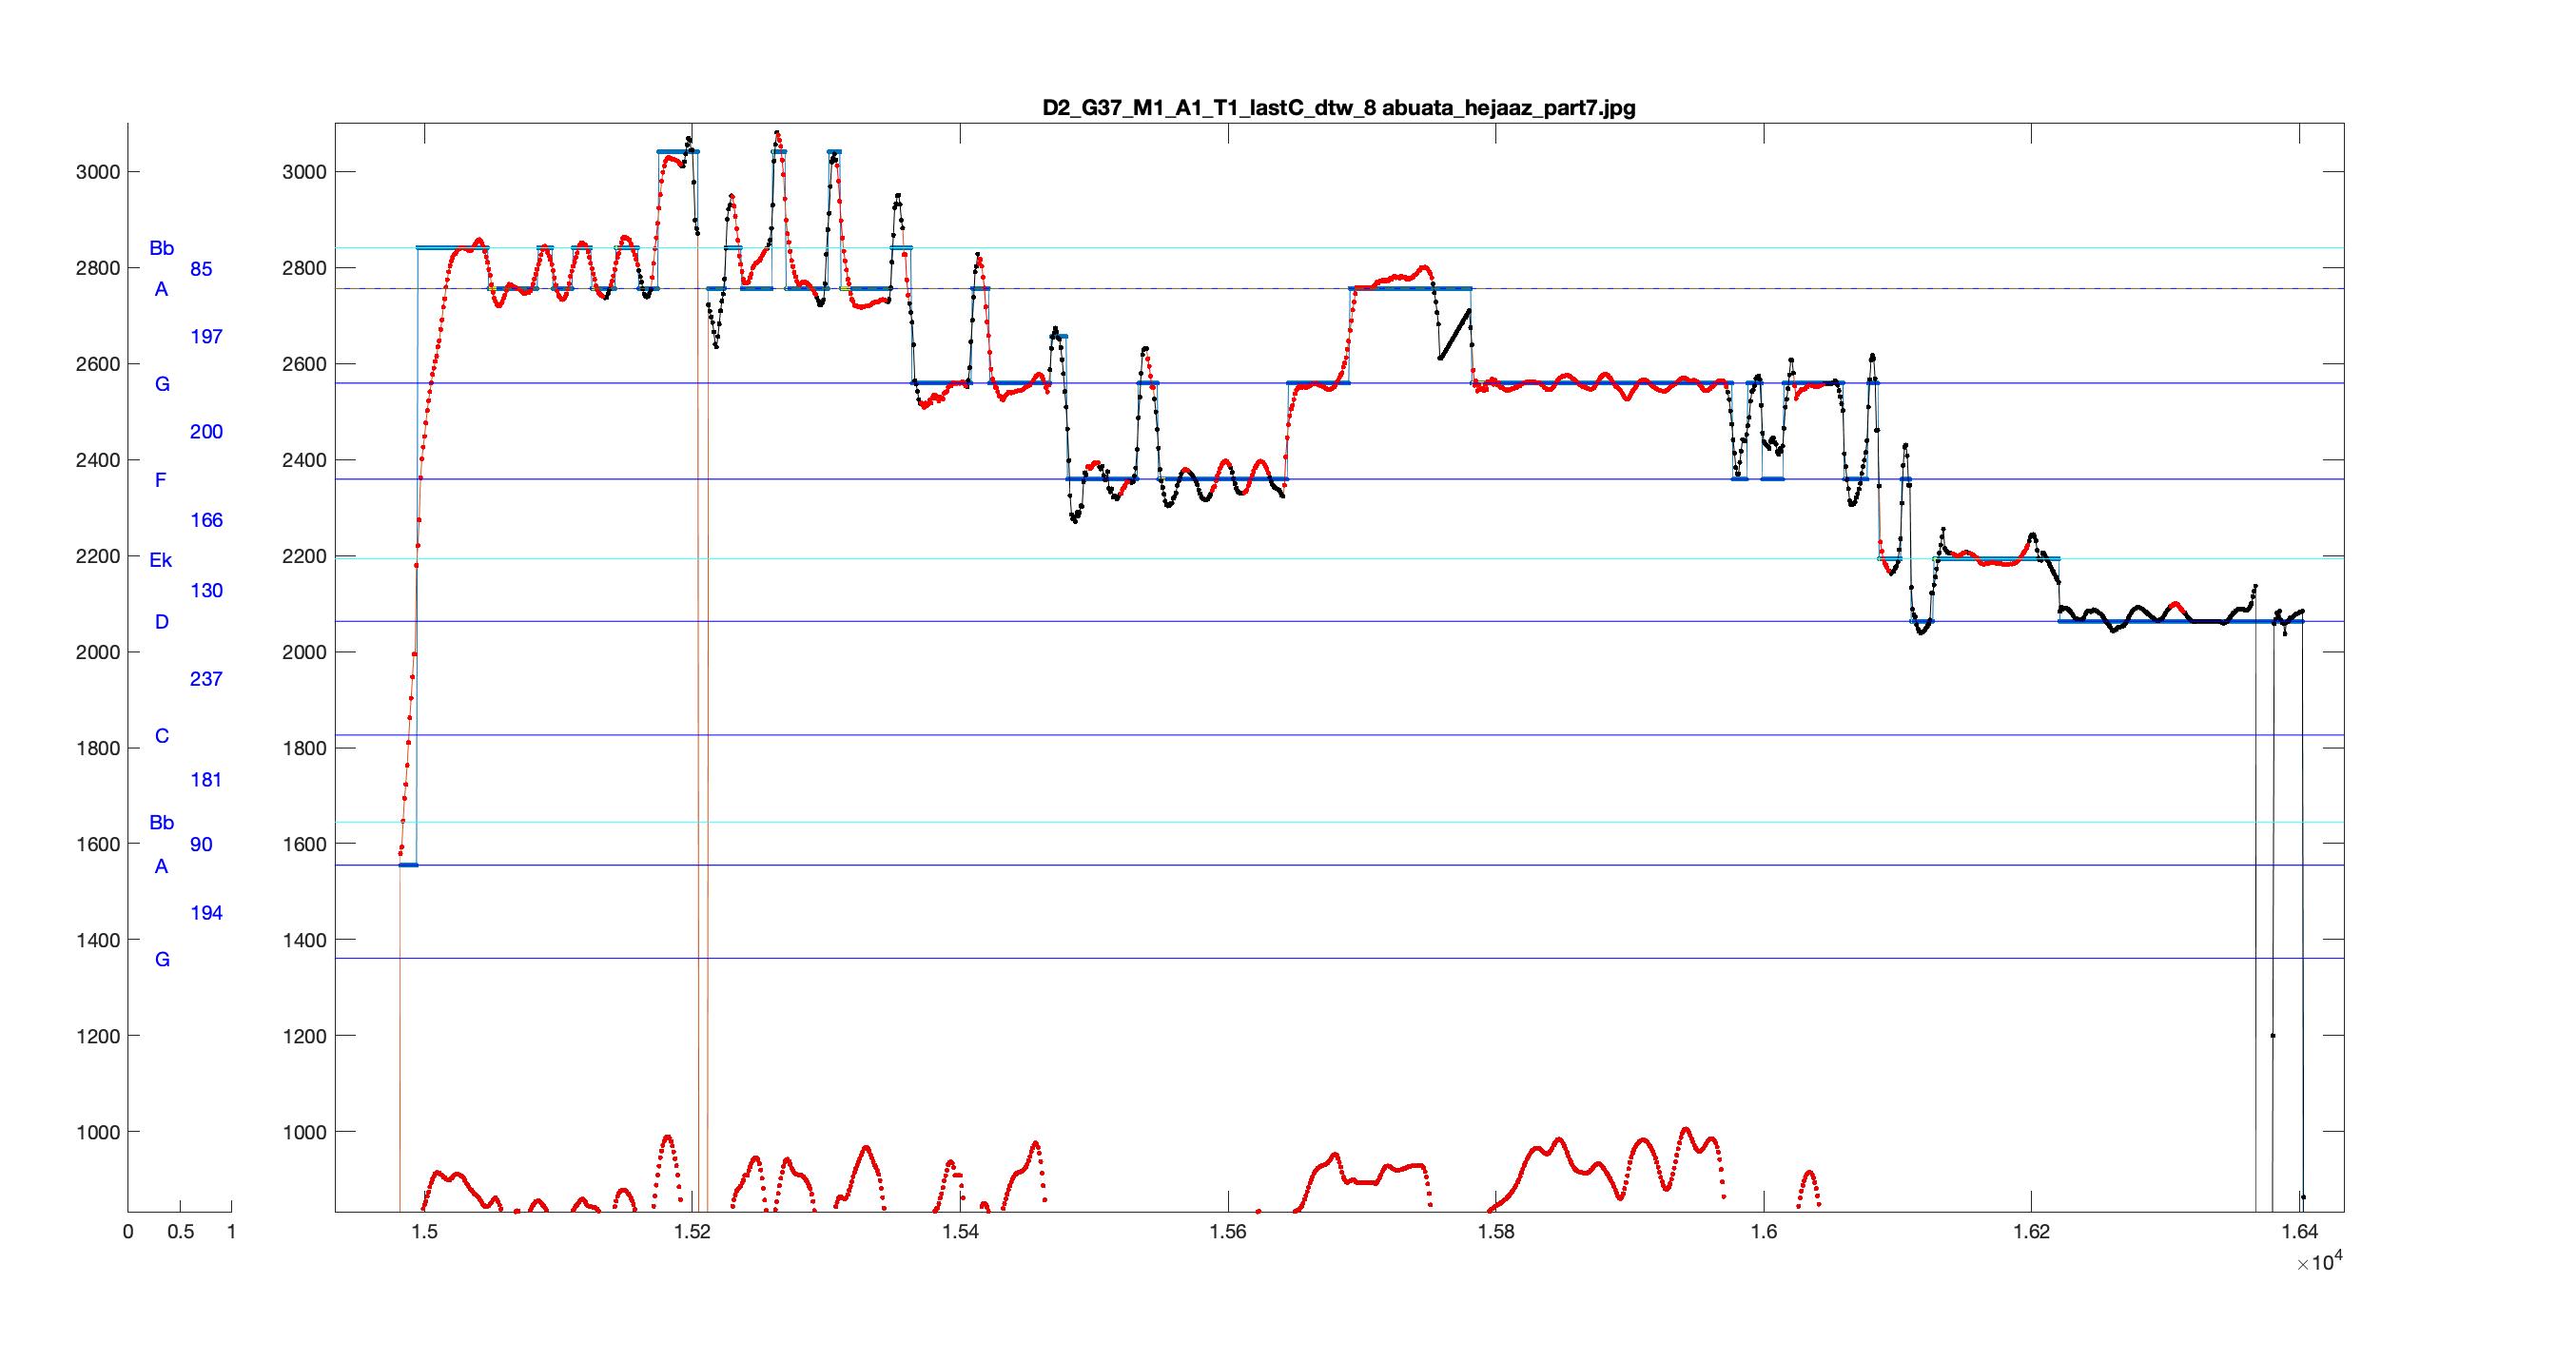 D2_G37_M1_A1_T1_lastC_dtw_8 abuata_hejaaz_part7.jpg
3000 3000
Bb
2800 85 2800
A
197
2600 2600
G
200
2400 2400
F
166
2200 2200
Ek
130
D
2000 2000
237
C
1800 1800
181
Bb
1600 90 1600
A
194
1400 1400
G
1200 1200
1000 1000
0 0.5 1 1.5 1.52 1.54 1.56 1.58 1.6 1.62 1.64
×10⁴